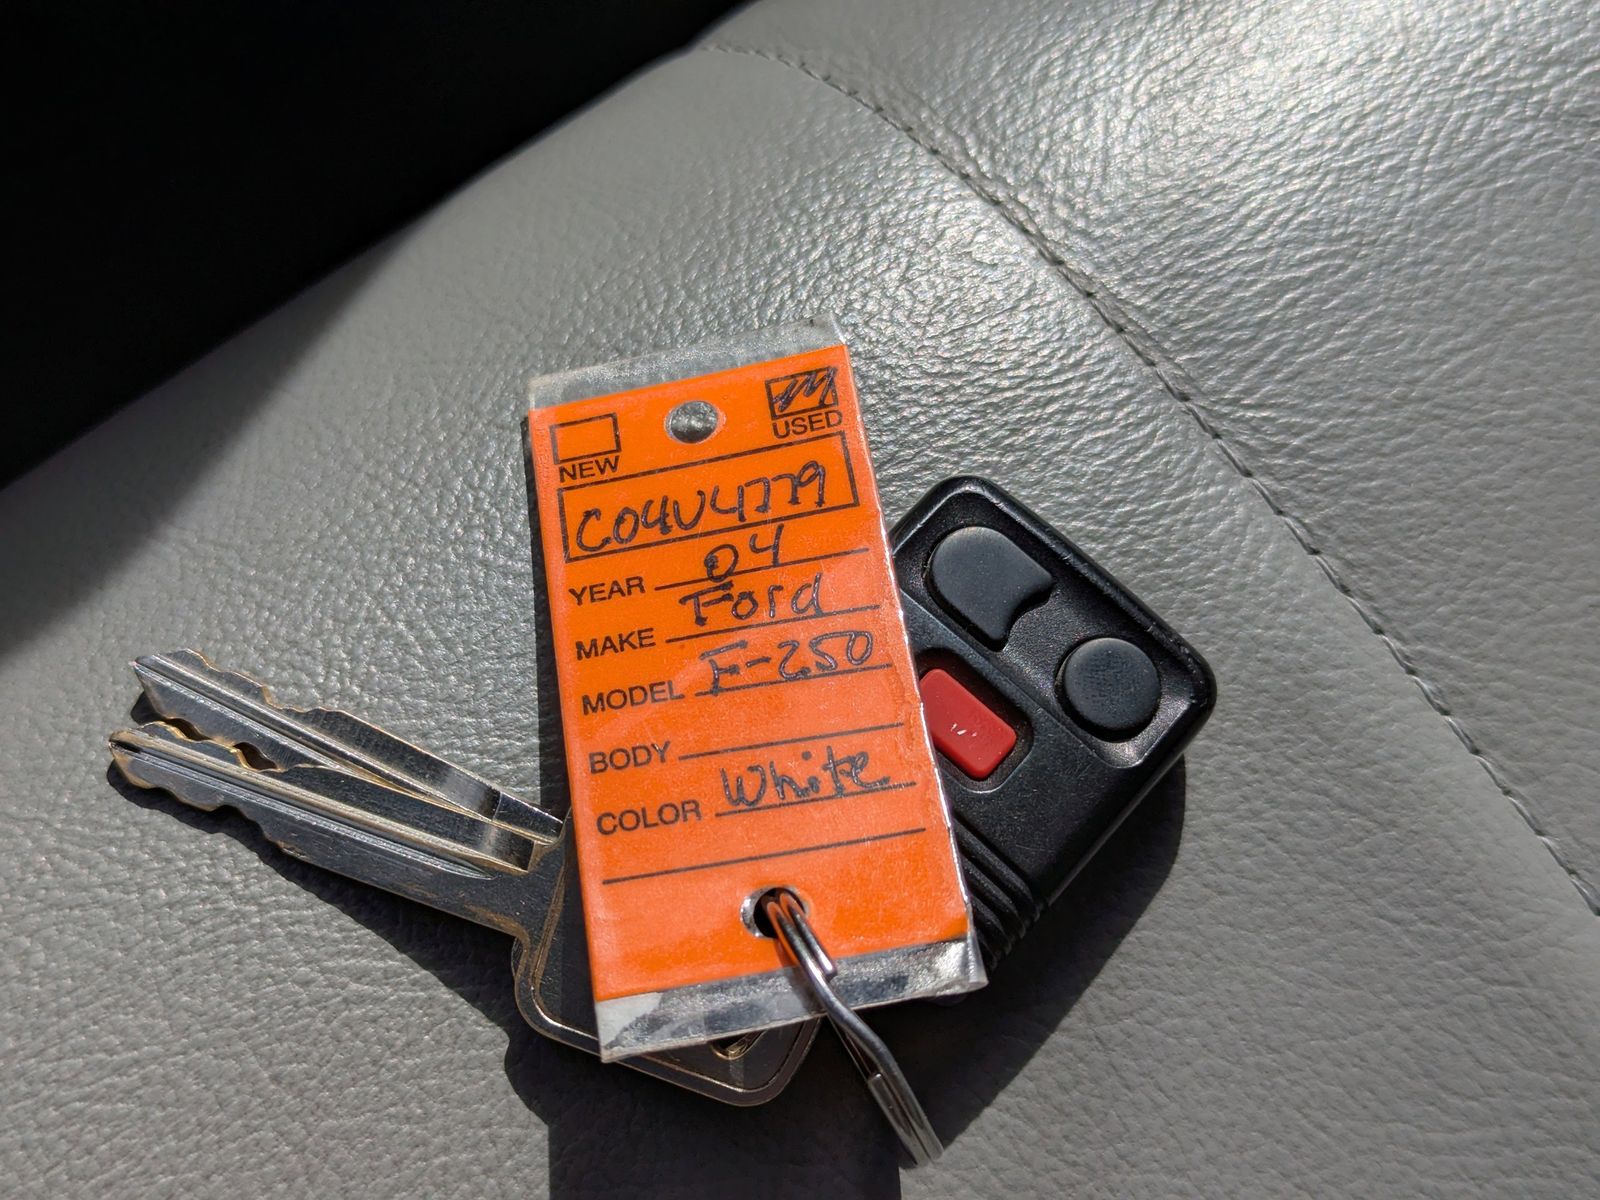 NEW USED
C04U4779
YEAR 04
MAKE Ford
MODEL F-250
BODY
COLOR White